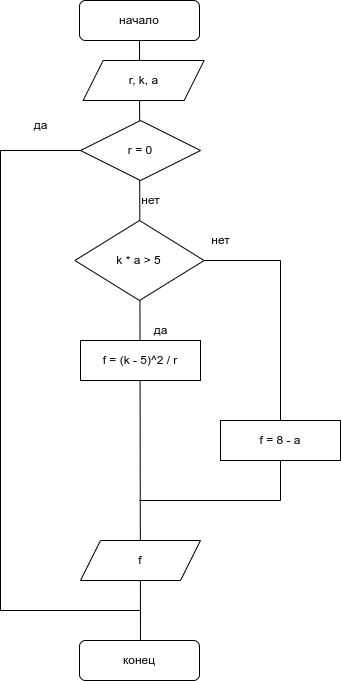 начало
r, k, a
да
r = 0
нет
нет
k * a > 5
да
f = (k - 5)^2 / r
f = 8 - a
f
конец